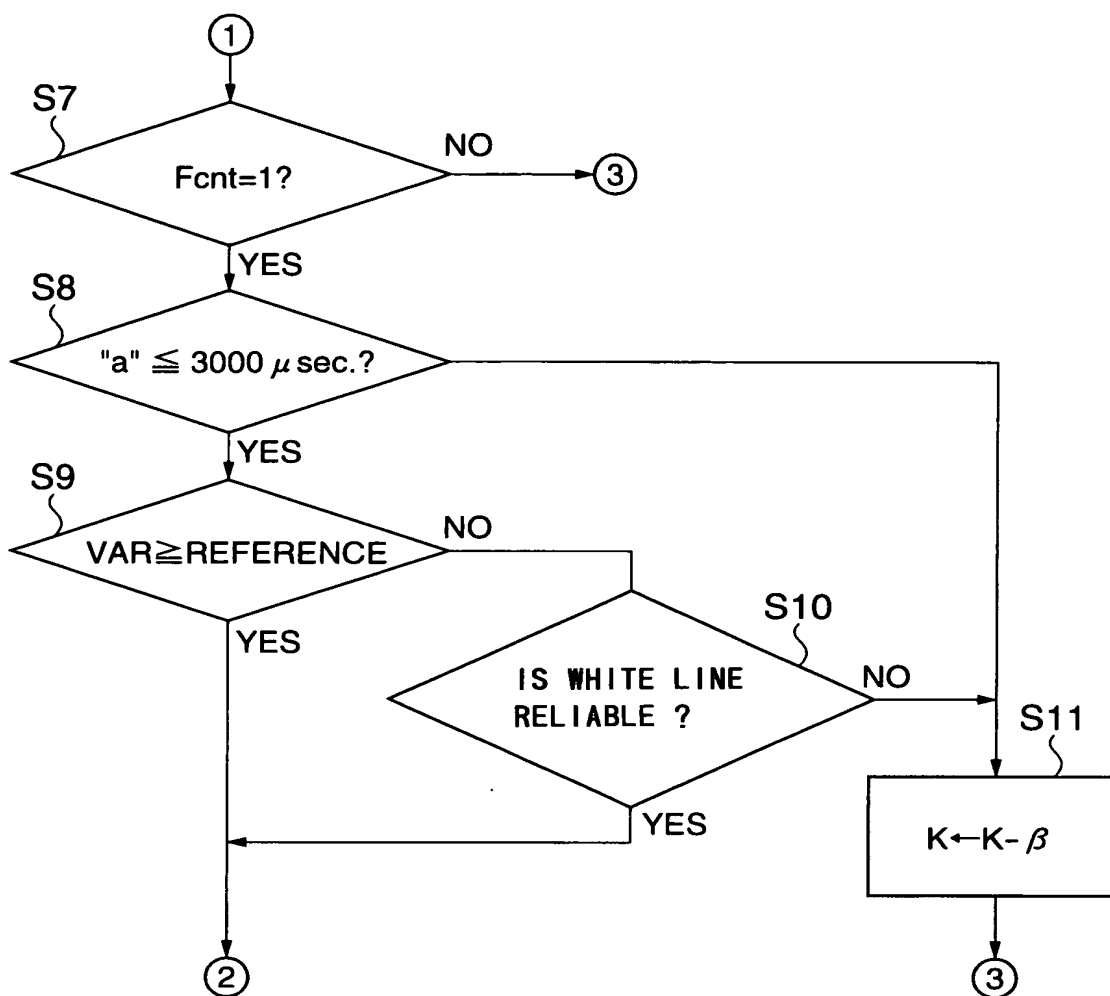 1
S7
Fcnt=1?
NO
3
YES
S8
"a" ≦ 3000 μ sec.?
YES
S9
VAR≧REFERENCE
NO
YES
S10
IS WHITE LINE
RELIABLE ?
NO
YES
S11
K←K- β
2
3